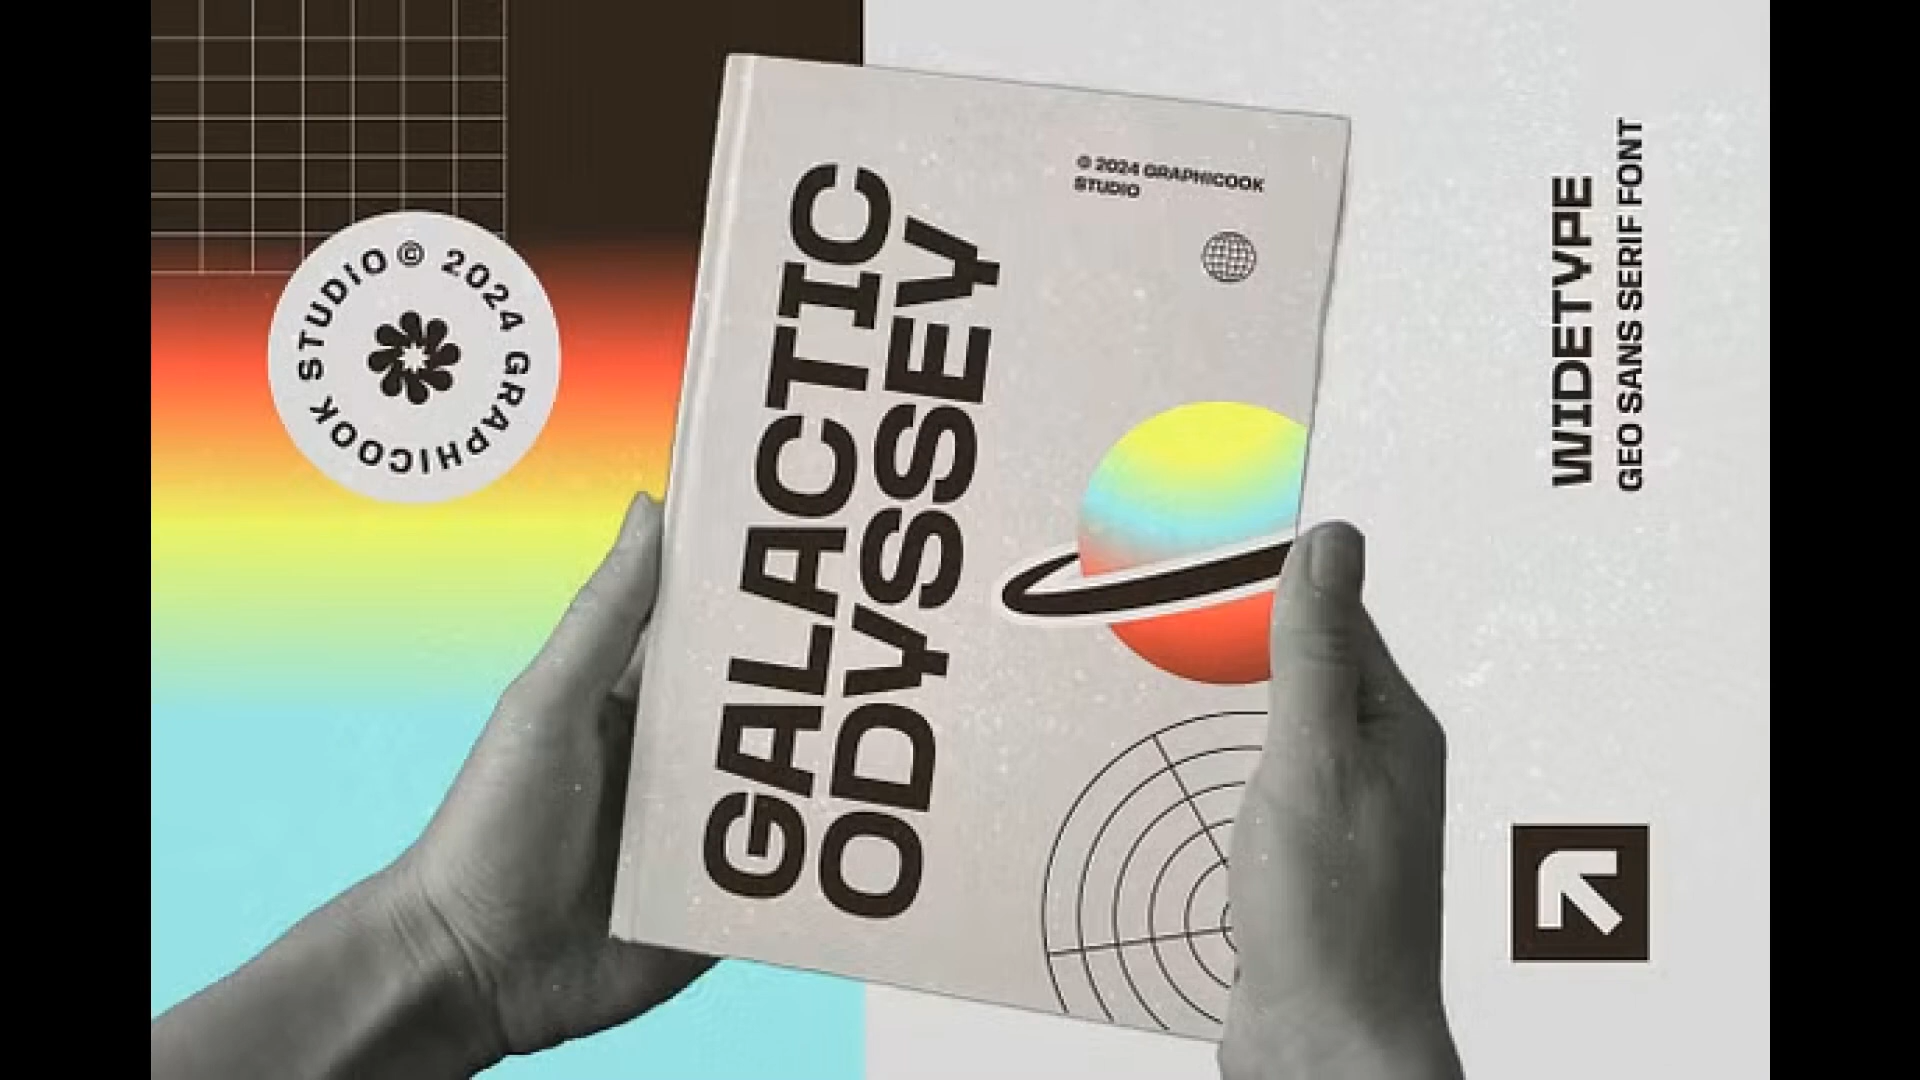 © 2024 GRAPHICOOK STUDIO
GALACTIC
ODYSSEY
© 2024 GRAPHICOOK
STUDIO
WIDETYPE
GEO SANS SERIF FONT